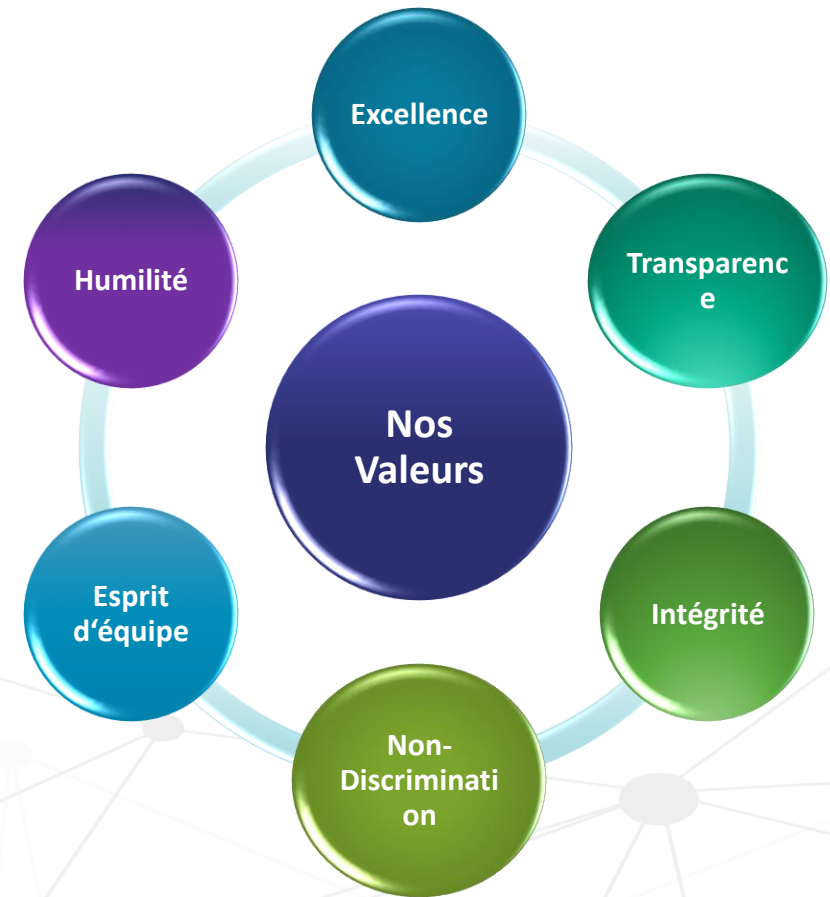 Excellence
Transparenc
e
Intégrité
Non-
Discriminati
on
Esprit
d‘équipe
Humilité
Nos
Valeurs